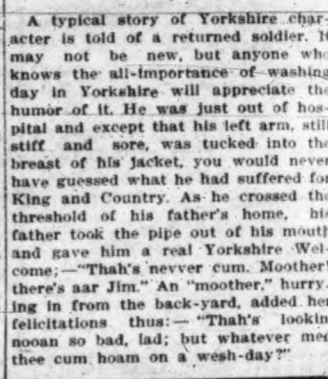 A typical story of Yorkshire char-
acter is told of a returned soldier. It
may not be new, but anyone who
knows the all-importance of washing
day in Yorkshire will appreciate the
humor of it. He was just out of hos-
pital and except that his left arm, still
stiff and sore, was tucked into the
breast of his jacket, you would never
have guessed what he had suffered for
King and Country. As he crossed the
threshold of his father's home, his
father took the pipe out of his mouth
and gave him a real Yorkshire Wel-
come;—"Thah's nevver cum. Moother!
there's aar Jim." An "moother," hurry-
ing in from the back-yard, added her
felicitations thus:— "Thah's lookin
nooan so bad, lad; but whatever med
thee cum hoam on a wesh-day?"